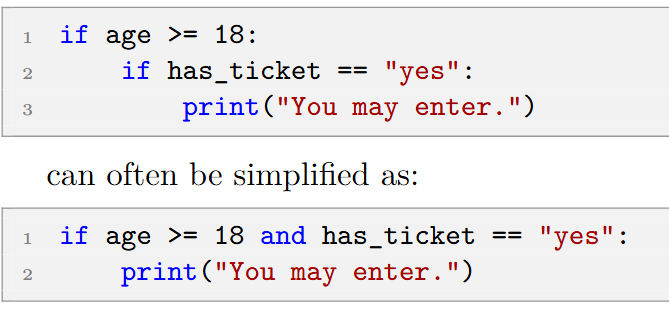 1 if age >= 18:
2     if has_ticket == "yes":
3         print("You may enter.")
can often be simplified as:
1 if age >= 18 and has_ticket == "yes":
2     print("You may enter.")